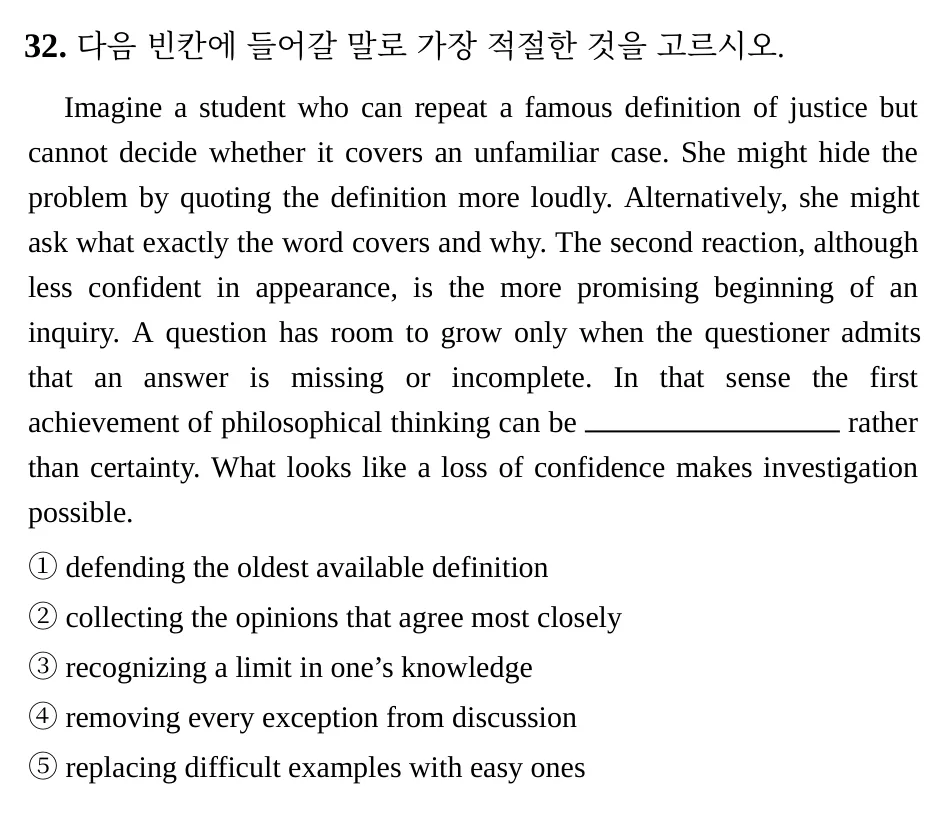 32. 다음 빈칸에 들어갈 말로 가장 적절한 것을 고르시오.
Imagine a student who can repeat a famous definition of justice but
cannot decide whether it covers an unfamiliar case. She might hide the
problem by quoting the definition more loudly. Alternatively, she might
ask what exactly the word covers and why. The second reaction, although
less confident in appearance, is the more promising beginning of an
inquiry. A question has room to grow only when the questioner admits
that an answer is missing or incomplete. In that sense the first
achievement of philosophical thinking can be ________________ rather
than certainty. What looks like a loss of confidence makes investigation
possible.
① defending the oldest available definition
② collecting the opinions that agree most closely
③ recognizing a limit in one’s knowledge
④ removing every exception from discussion
⑤ replacing difficult examples with easy ones